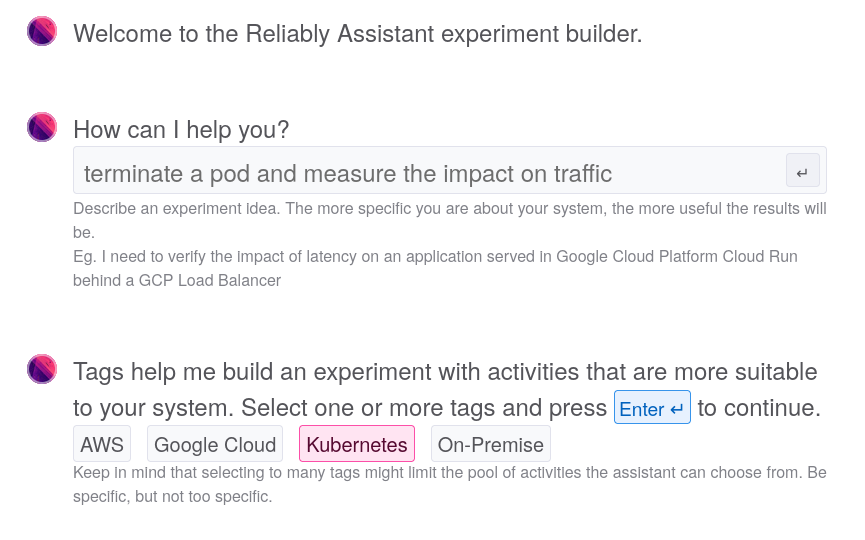 Welcome to the Reliably Assistant experiment builder.
How can I help you?
terminate a pod and measure the impact on traffic
↵
Describe an experiment idea. The more specific you are about your system, the more useful the results will
be.
Eg. I need to verify the impact of latency on an application served in Google Cloud Platform Cloud Run
behind a GCP Load Balancer
Tags help me build an experiment with activities that are more suitable
to your system. Select one or more tags and press Enter ↵ to continue.
AWS Google Cloud Kubernetes On-Premise
Keep in mind that selecting to many tags might limit the pool of activities the assistant can choose from. Be
specific, but not too specific.